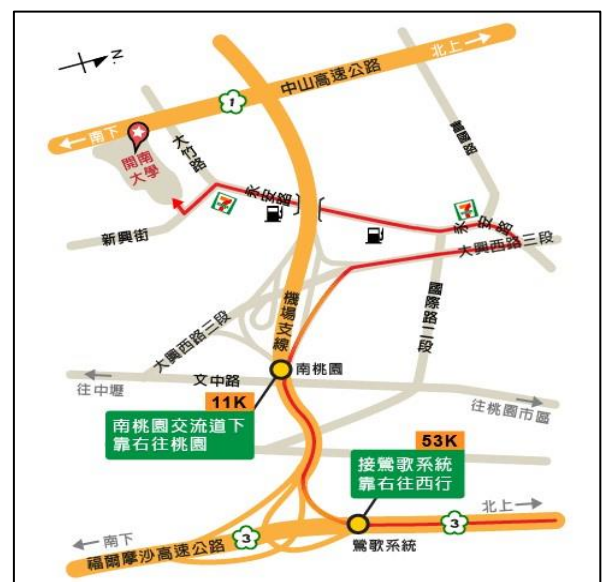 N
北上
中山高速公路
1
南下
開南
大學
大竹路
國際路
永安路
7
7
永安路
新興街
大興西路三段
大興西路三段
國際路二段
機場支線
南桃園
文中路
往中壢
往桃園市區
11K
南桃園交流道下
靠右往桃園
53K
接鶯歌系統
靠右往西行
北上
3
南下
3
福爾摩沙高速公路
鶯歌系統